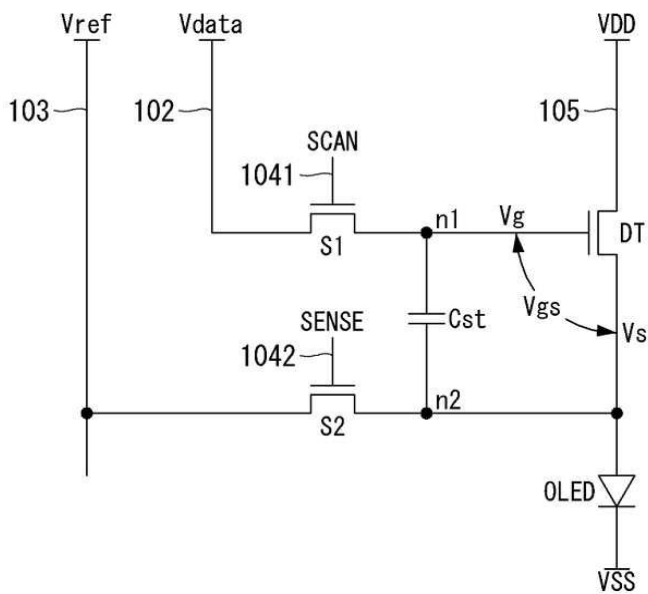 Vref
Vdata
VDD
103
102
105
SCAN
1041
n1
Vg
DT
S1
Vgs
Cst
Vs
SENSE
1042
n2
S2
OLED
VSS